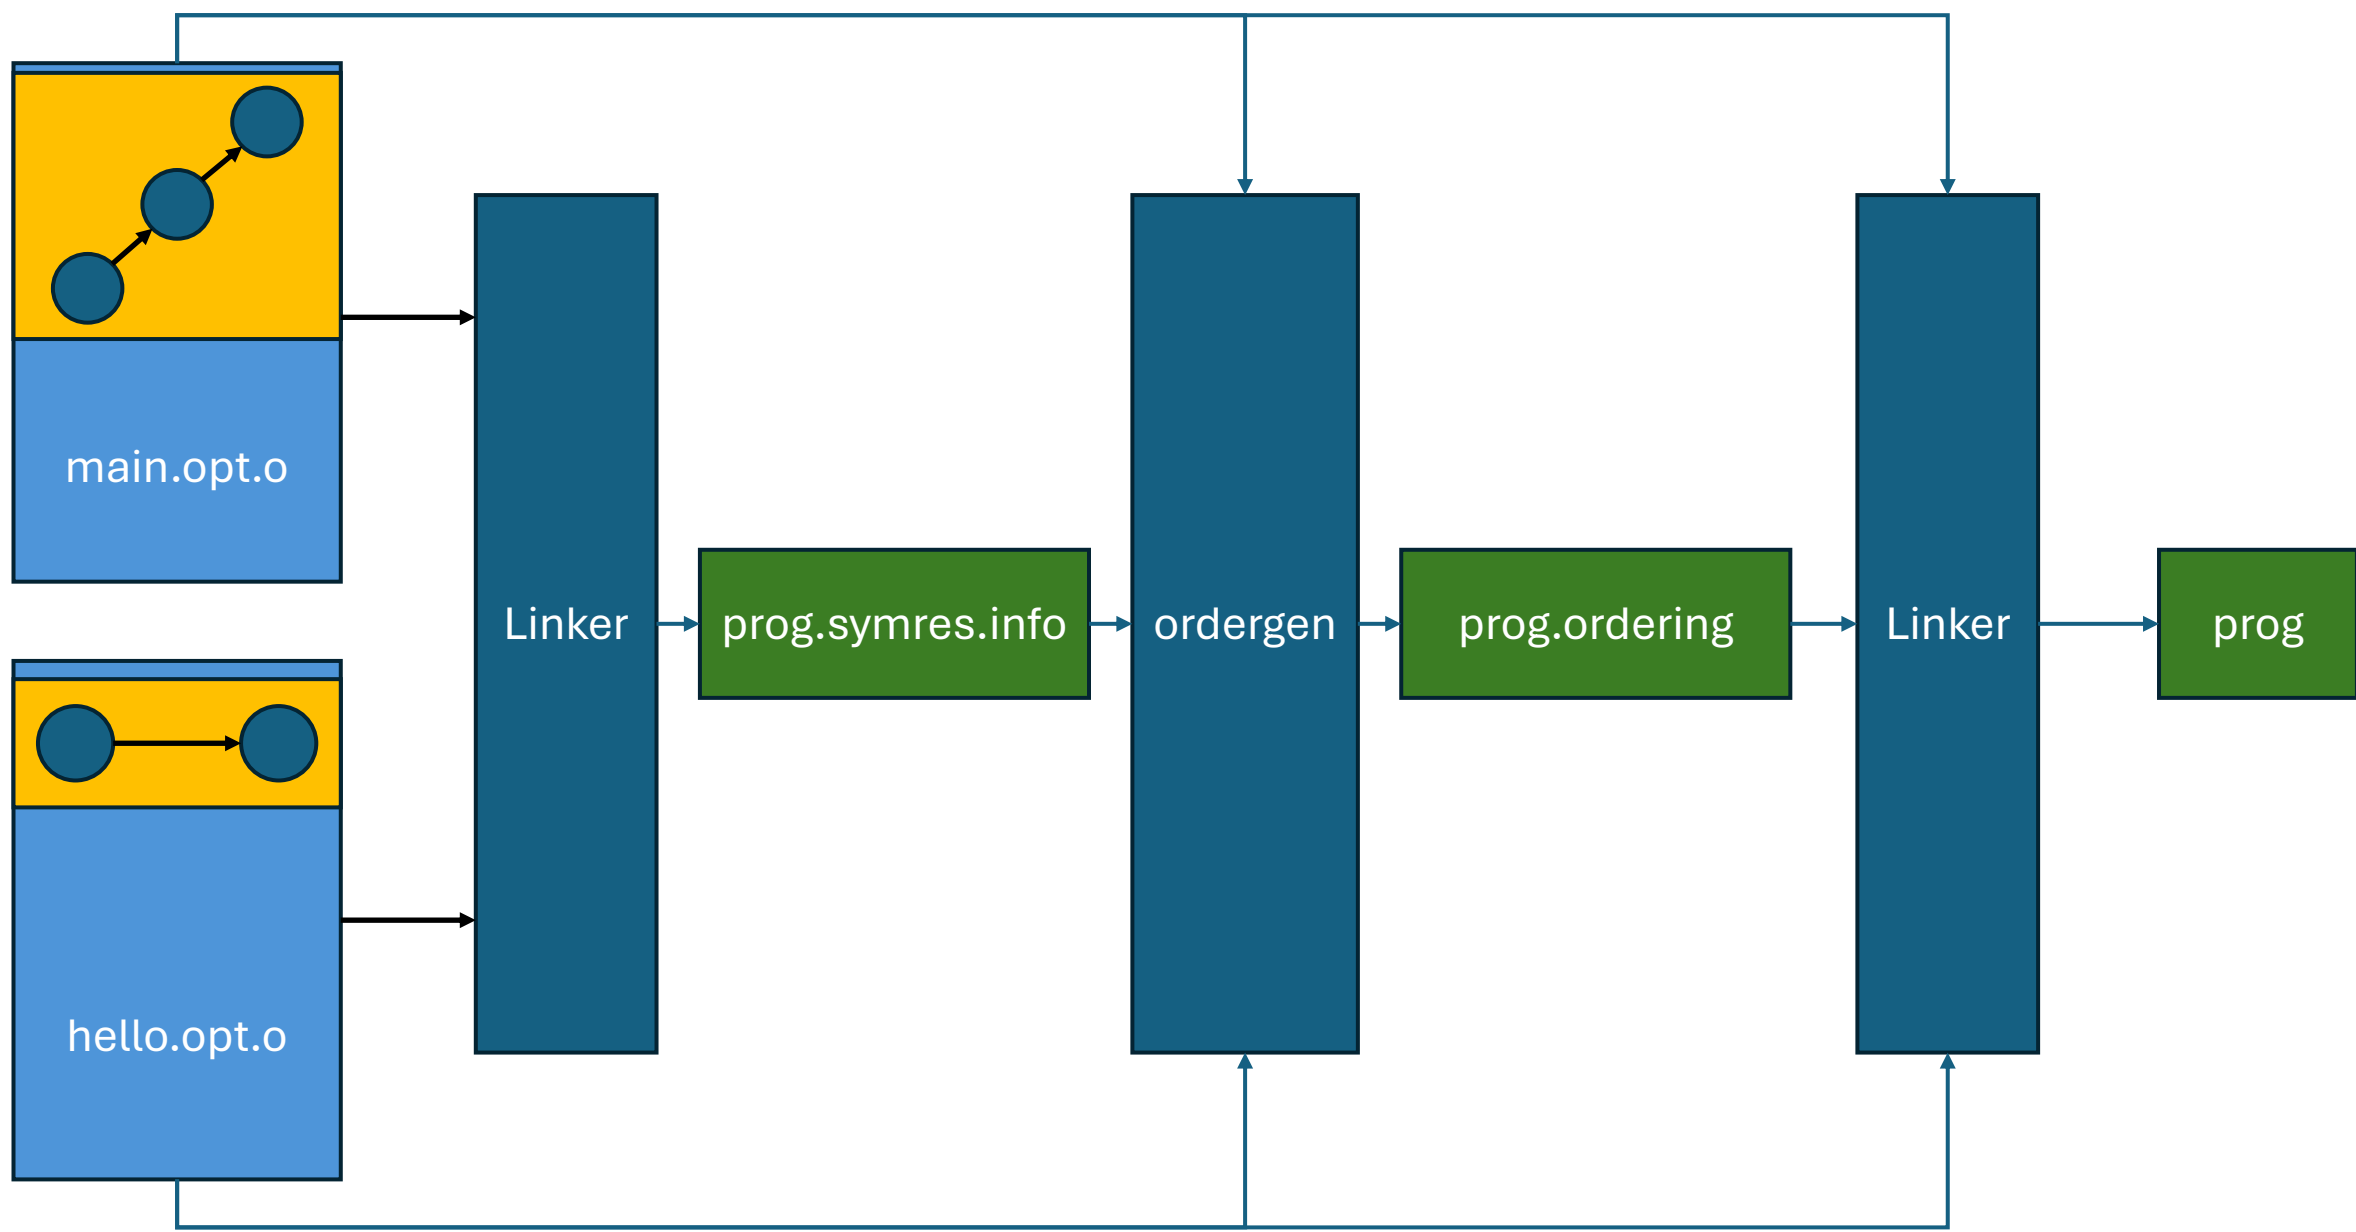 main.opt.o
hello.opt.o
Linker
prog.symres.info
ordergen
prog.ordering
Linker
prog